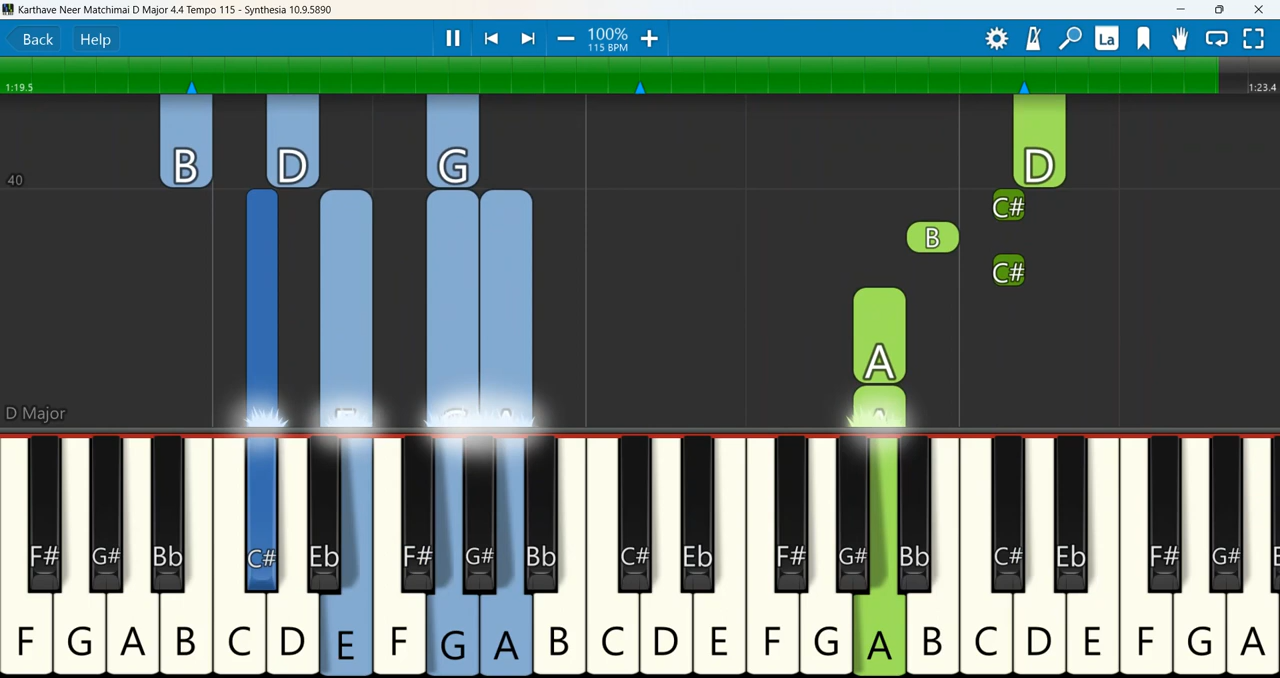 Karthave Neer Matchimai D Major 4.4 Tempo 115 - Synthesia 10.9.5890
Back Help 100% La
115 BPM
1:19.5 1:23.4
B D G D
40
C#
B
C#
A
D Major E G A A
F# G# Bb C# Eb F# G# Bb C# Eb F# G# Bb C# Eb F# G# E
F G A B C D E F G A B C D E F G A B C D E F G A